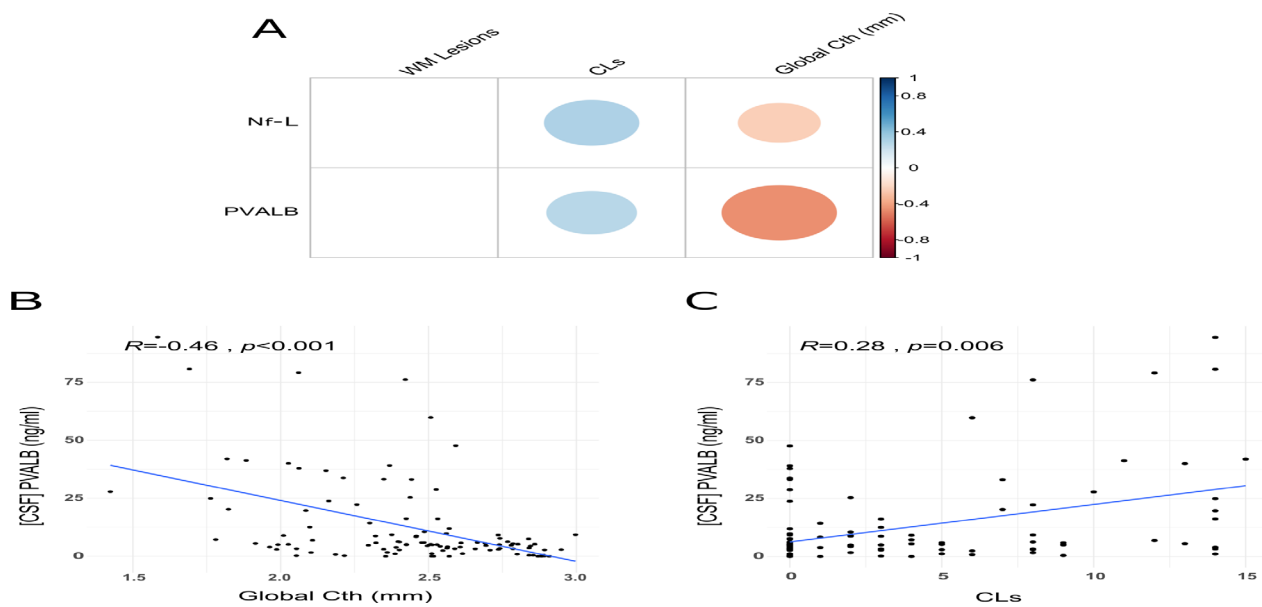 A
WM Lesions
CLs
Global Cth (mm)
Nf-L
PVALB
1
0.8
0.4
0
-0.4
-0.8
-1
B
R=-0.46 , p<0.001
[CSF] PVALB (ng/ml)
75
50
25
0
1.5
2.0
2.5
3.0
Global Cth (mm)
C
R=0.28 , p=0.006
[CSF] PVALB (ng/ml)
75
50
25
0
0
5
10
15
CLs